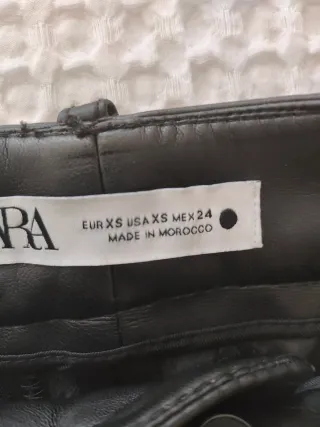 ARA
EUR XS USA XS MEX 24
MADE IN MOROCCO